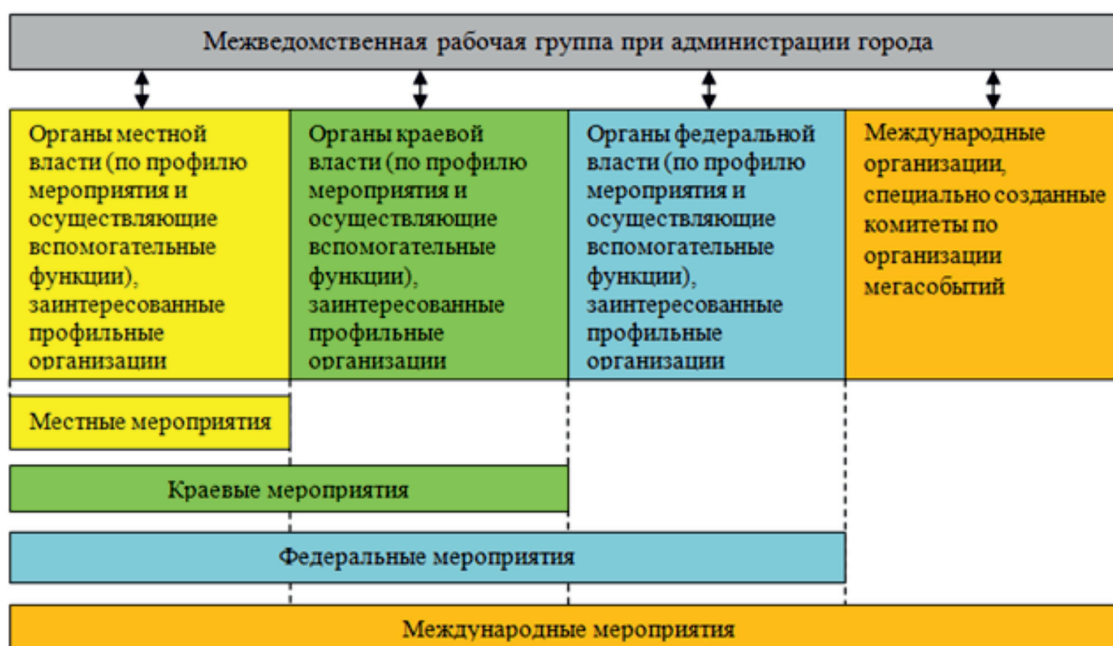 Межведомственная рабочая группа при администрации города
Органы местной
власти (по профилю
мероприятия и
осуществляющие
вспомогательные
функции),
заинтересованные
профильные
организации
Органы краевой
власти (по профилю
мероприятия и
осуществляющие
вспомогательные
функции),
заинтересованные
профильные
организации
Органы федеральной
власти (по профилю
мероприятия и
осуществляющие
вспомогательные
функции),
заинтересованные
профильные
организации
Международные
организации,
специально созданные
комитеты по
организации
мегасобытий
Местные мероприятия
Краевые мероприятия
Федеральные мероприятия
Международные мероприятия